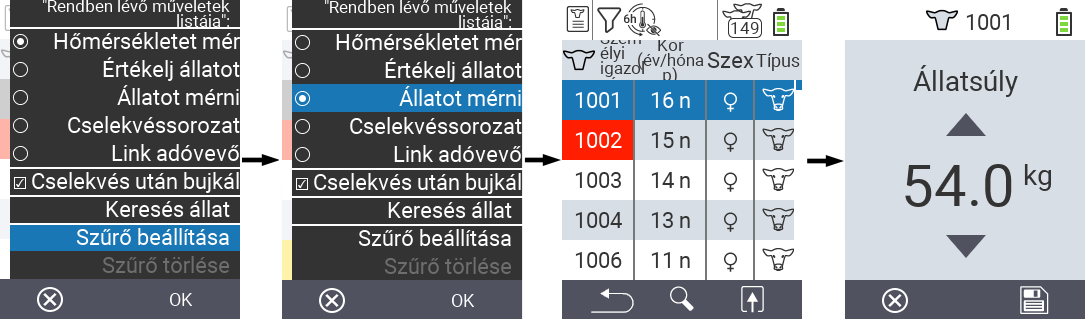 "Rendben lévő műveletek
listája":
Hőmérsékletet mér
Értékelj állatot
Állatot mérni
Cselekvéssorozat
Link adóvevő
Cselekvés után bujkál
Keresés állat
Szűrő beállítása
Szűrő törlése
OK
"Rendben lévő műveletek
listája":
Hőmérsékletet mér
Értékelj állatot
Állatot mérni
Cselekvéssorozat
Link adóvevő
Cselekvés után bujkál
Keresés állat
Szűrő beállítása
Szűrő törlése
OK
6h 149
Szem
élyi
igazol
Kor
(év/hóna
p)
Szex
Típus
1001 16 n
1002 15 n
1003 14 n
1004 13 n
1006 11 n
1001
Állatsúly
54.0 kg